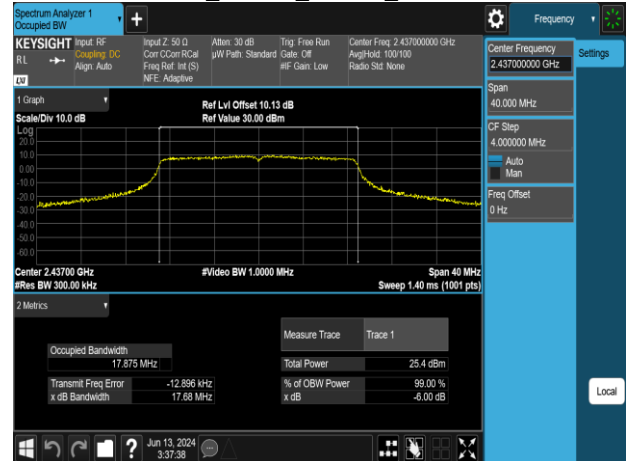 Spectrum Analyzer 1
Occupied BW
Frequency
KEYSIGHT
Input: RF
Coupling: DC
Align: Auto
Input Z: 50 Ω
Corr CCorr RCal
Freq Ref: Int (S)
NFE: Adaptive
Atten: 30 dB
µW Path: Standard
Trig: Free Run
Gate: Off
#IF Gain: Low
Center Freq: 2.437000000 GHz
Avg|Hold: 100/100
Radio Std: None
RL
LXI
Center Frequency
2.437000000 GHz
Settings
Span
40.000 MHz
CF Step
4.000000 MHz
Auto
Man
Freq Offset
0 Hz
1 Graph
Scale/Div 10.0 dB
Ref Lvl Offset 10.13 dB
Ref Value 30.00 dBm
Log
20.0
10.0
0.00
-10.0
-20.0
-30.0
-40.0
-50.0
-60.0
Center 2.43700 GHz
#Res BW 300.00 kHz
#Video BW 1.0000 MHz
Span 40 MHz
Sweep 1.40 ms (1001 pts)
2 Metrics
Measure Trace Trace 1
Occupied Bandwidth
17.875 MHz
Total Power 25.4 dBm
Transmit Freq Error -12.896 kHz
x dB Bandwidth 17.68 MHz
% of OBW Power 99.00 %
x dB -6.00 dB
Local
Jun 13, 2024
3:37:38